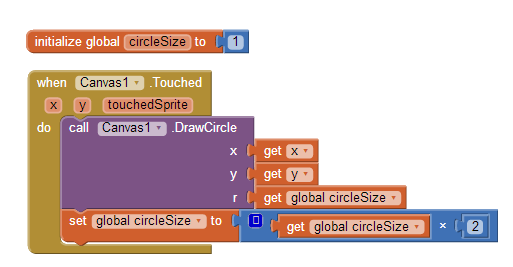 initialize global circleSize to 1
when Canvas1 .Touched
x y touchedSprite
do call Canvas1 .DrawCircle
x get x
y get y
r get global circleSize
set global circleSize to get global circleSize × 2